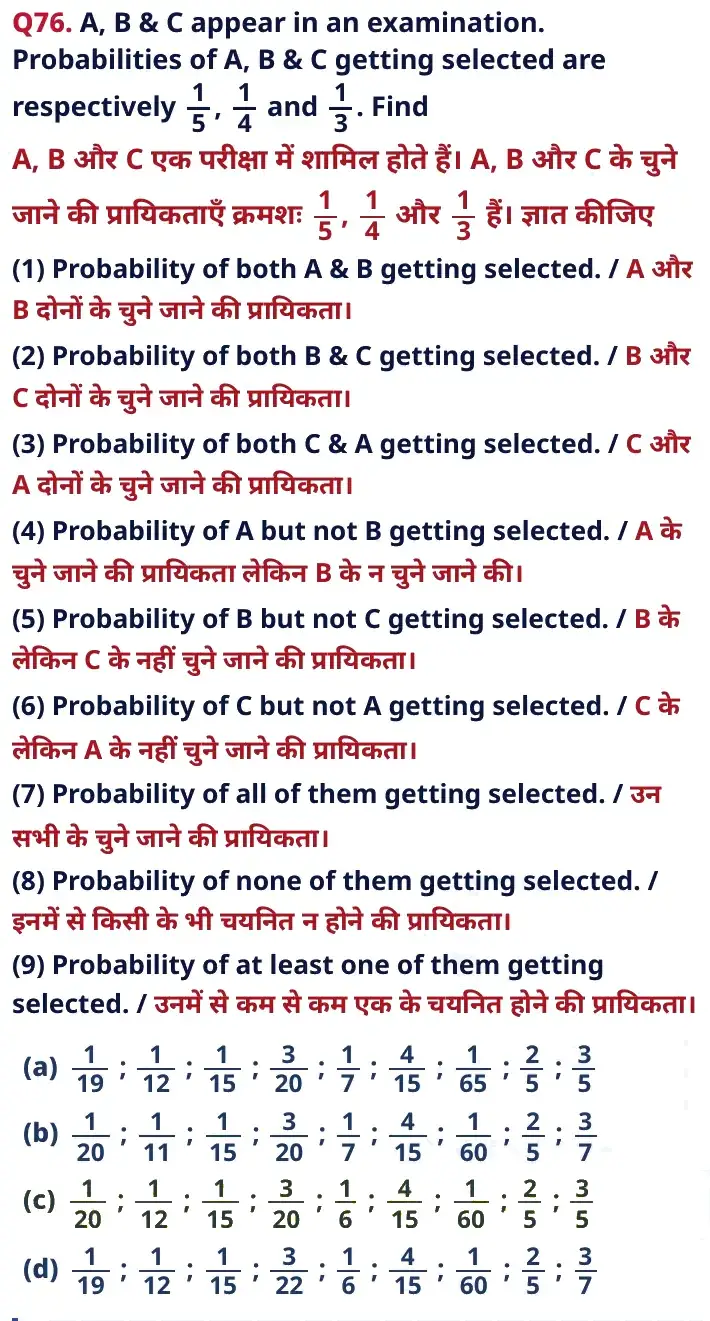 Q76. A, B & C appear in an examination.
Probabilities of A, B & C getting selected are
respectively 1/5, 1/4 and 1/3. Find
A, B और C एक परीक्षा में शामिल होते हैं। A, B और C के चुने
जाने की प्रायिकताएँ क्रमशः 1/5, 1/4 और 1/3 हैं। ज्ञात कीजिए
(1) Probability of both A & B getting selected. / A और
B दोनों के चुने जाने की प्रायिकता।
(2) Probability of both B & C getting selected. / B और
C दोनों के चुने जाने की प्रायिकता।
(3) Probability of both C & A getting selected. / C और
A दोनों के चुने जाने की प्रायिकता।
(4) Probability of A but not B getting selected. / A के
चुने जाने की प्रायिकता लेकिन B के न चुने जाने की।
(5) Probability of B but not C getting selected. / B के
लेकिन C के नहीं चुने जाने की प्रायिकता।
(6) Probability of C but not A getting selected. / C के
लेकिन A के नहीं चुने जाने की प्रायिकता।
(7) Probability of all of them getting selected. / उन
सभी के चुने जाने की प्रायिकता।
(8) Probability of none of them getting selected. /
इनमें से किसी के भी चयनित न होने की प्रायिकता।
(9) Probability of at least one of them getting
selected. / उनमें से कम से कम एक के चयनित होने की प्रायिकता।
(a) 1/19 ; 1/12 ; 1/15 ; 3/20 ; 1/7 ; 4/15 ; 1/65 ; 2/5 ; 3/5
(b) 1/20 ; 1/11 ; 1/15 ; 3/20 ; 1/7 ; 4/15 ; 1/60 ; 2/5 ; 3/7
(c) 1/20 ; 1/12 ; 1/15 ; 3/20 ; 1/6 ; 4/15 ; 1/60 ; 2/5 ; 3/5
(d) 1/19 ; 1/12 ; 1/15 ; 3/22 ; 1/6 ; 4/15 ; 1/60 ; 2/5 ; 3/7